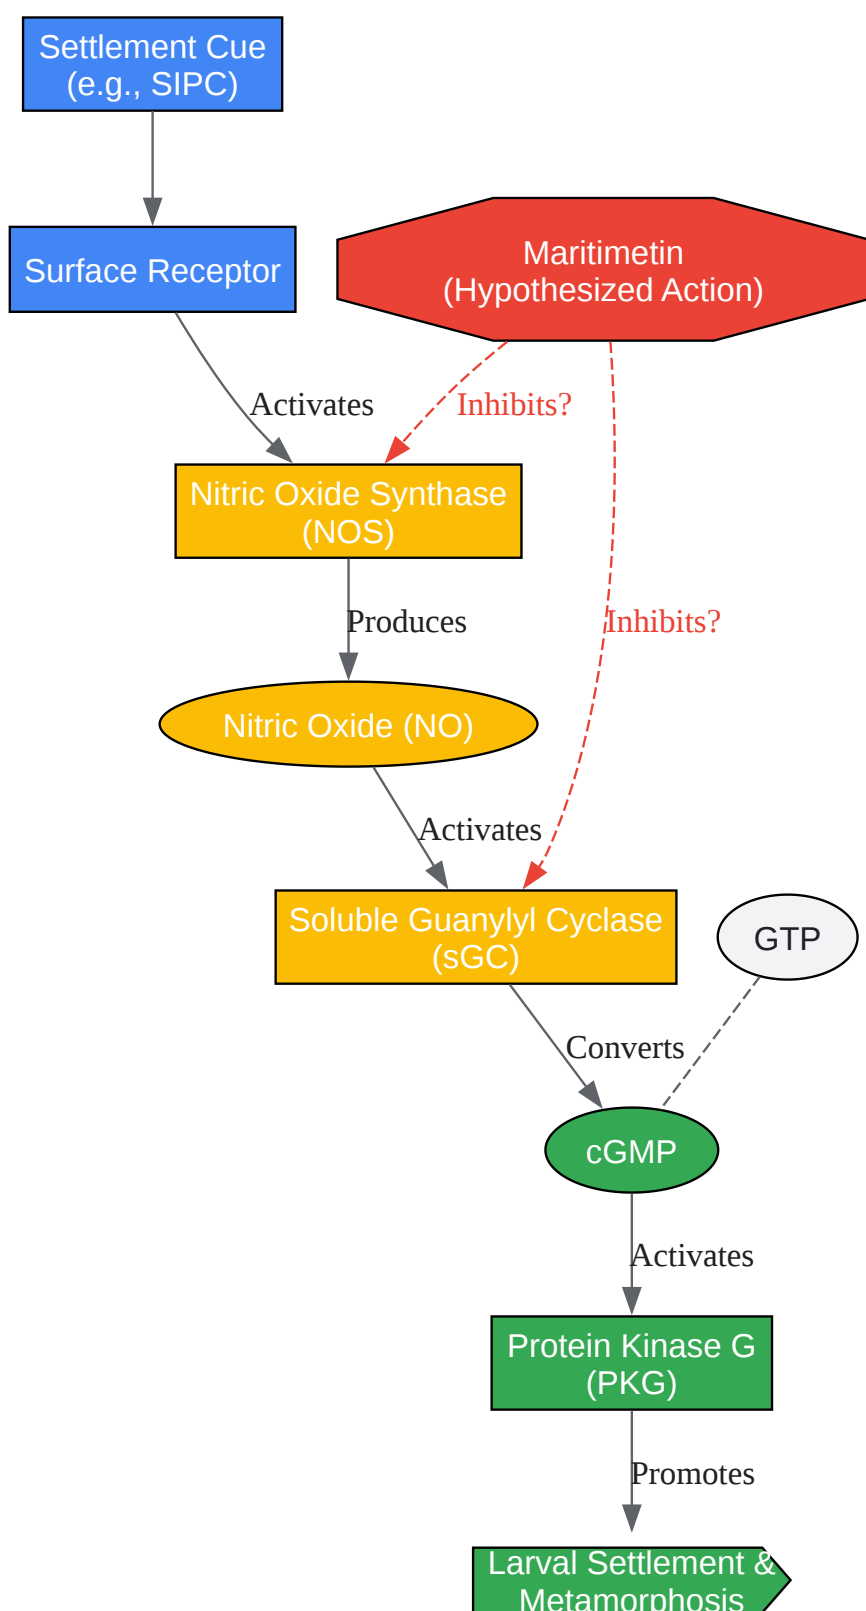 Settlement Cue
(e.g., SIPC)
Surface Receptor
Maritimetin
(Hypothesized Action)
Activates
Inhibits?
Nitric Oxide Synthase
(NOS)
Produces
Inhibits?
Nitric Oxide (NO)
Activates
Soluble Guanylyl Cyclase
(sGC)
GTP
Converts
cGMP
Activates
Protein Kinase G
(PKG)
Promotes
Larval Settlement &
Metamorphosis